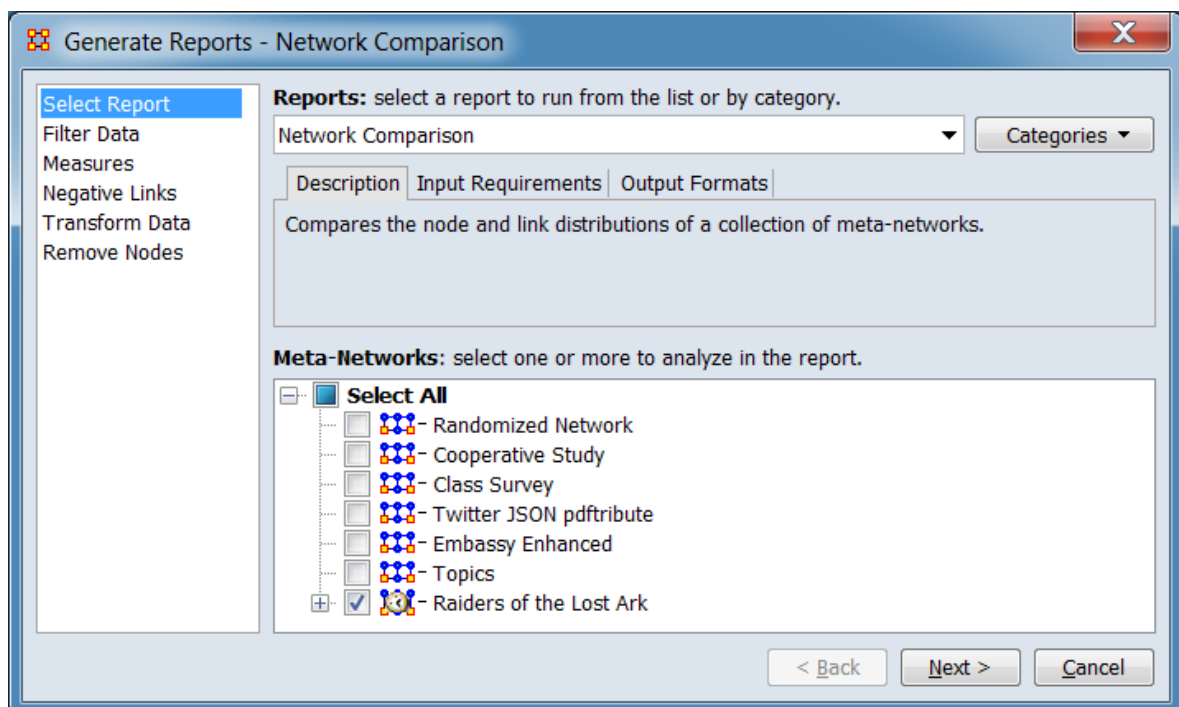 Generate Reports - Network Comparison
X
Select Report
Filter Data
Measures
Negative Links
Transform Data
Remove Nodes
Reports: select a report to run from the list or by category.
Network Comparison
Categories
Description
Input Requirements
Output Formats
Compares the node and link distributions of a collection of meta-networks.
Meta-Networks: select one or more to analyze in the report.
Select All
Randomized Network
Cooperative Study
Class Survey
Twitter JSON pdftribute
Embassy Enhanced
Topics
Raiders of the Lost Ark
< Back
Next >
Cancel